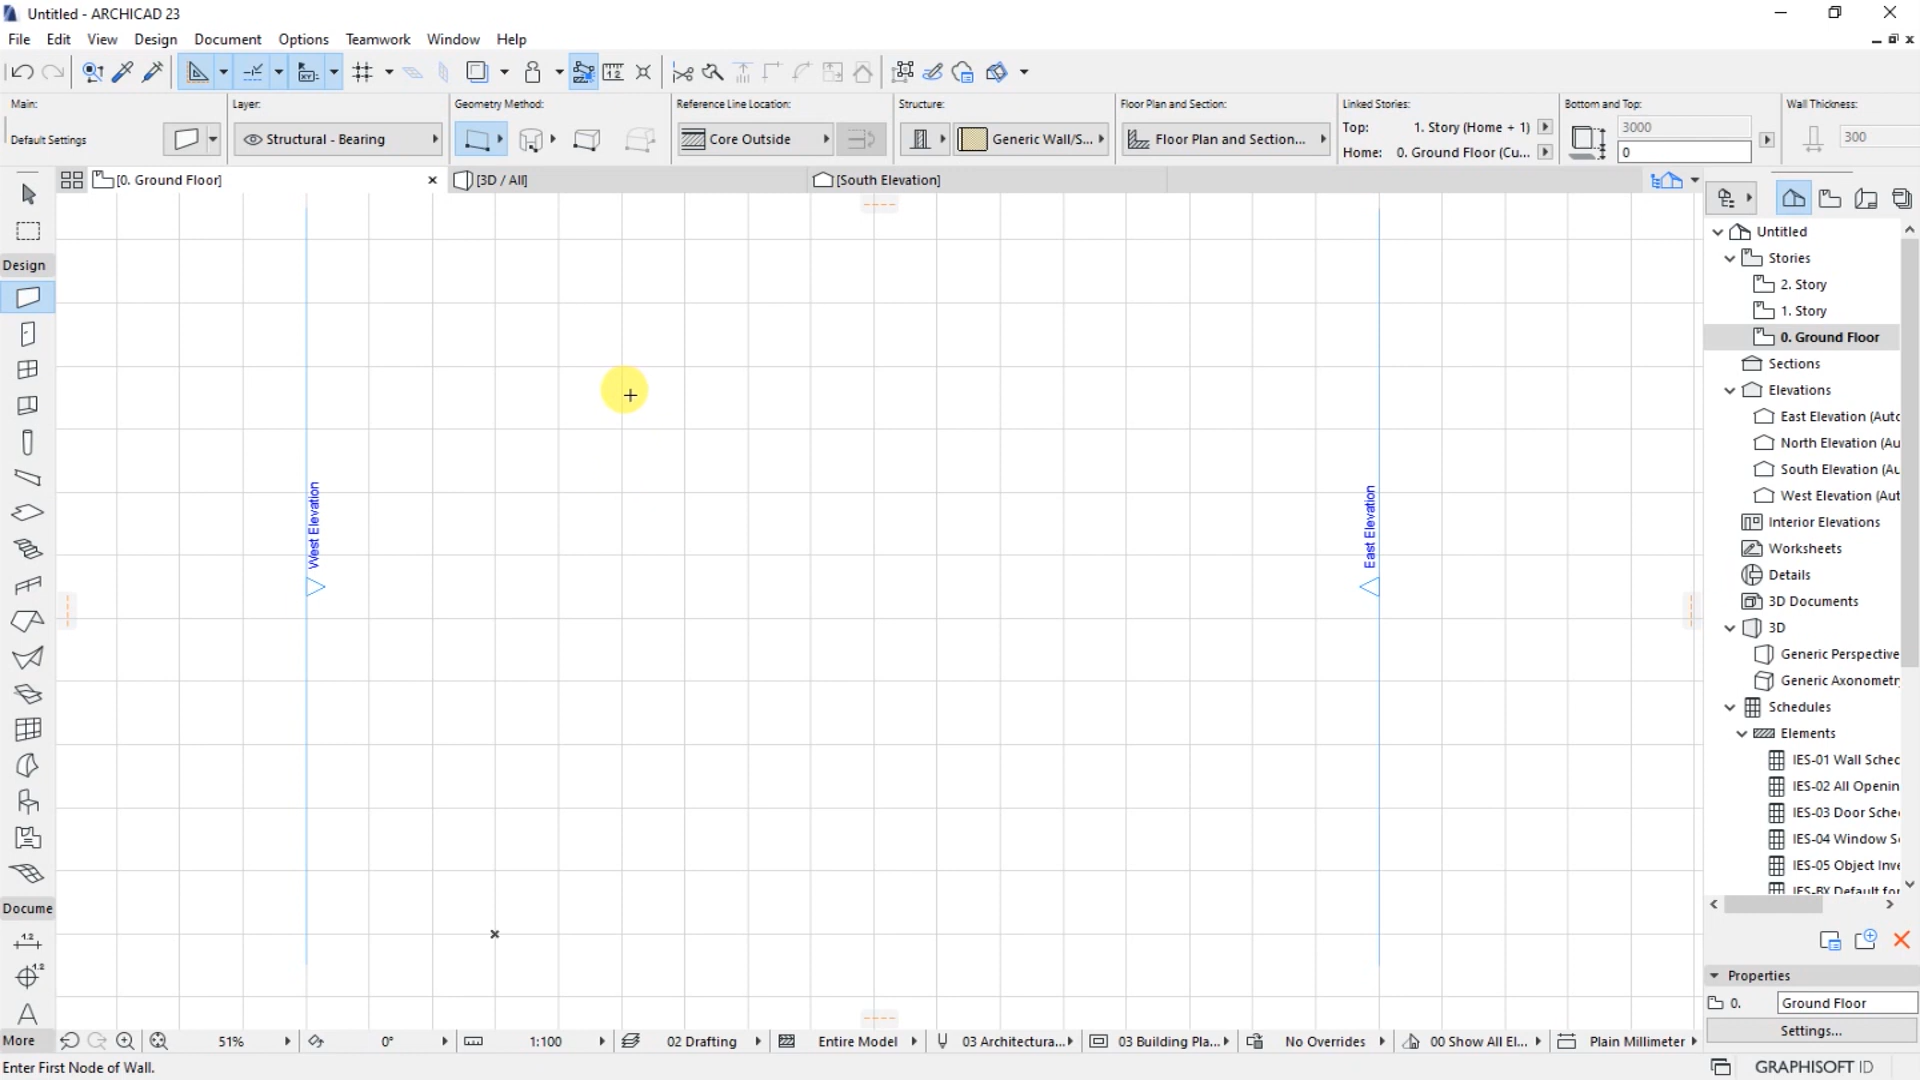 Untitled - ARCHICAD 23
File Edit View Design Document Options Teamwork Window Help
Main: Layer: Geometry Method: Reference Line Location: Structure: Floor Plan and Section: Linked Stories: Bottom and Top: Wall Thickness:
Default Settings Structural - Bearing Core Outside Generic Wall/S... Floor Plan and Section... Top: 1. Story (Home + 1) 3000 300
Home: 0. Ground Floor (Cu... 0
[0. Ground Floor] [3D / All] [South Elevation]
Design
Untitled
Stories
2. Story
1. Story
0. Ground Floor
Sections
Elevations
East Elevation (Auto
North Elevation (Au
South Elevation (Au
West Elevation (Aut
Interior Elevations
Worksheets
Details
3D Documents
3D
Generic Perspective
Generic Axonometr
Schedules
Elements
IES-01 Wall Sched
IES-02 All Openin
IES-03 Door Sche
IES-04 Window S
IES-05 Object Inve
West Elevation
East Elevation
Docume
1.2
1.2
A
Properties
0. Ground Floor
Settings...
More 51% 0° 1:100 02 Drafting Entire Model 03 Architectura... 03 Building Pla... No Overrides 00 Show All El... Plain Millimeter
Enter First Node of Wall. GRAPHISOFT ID